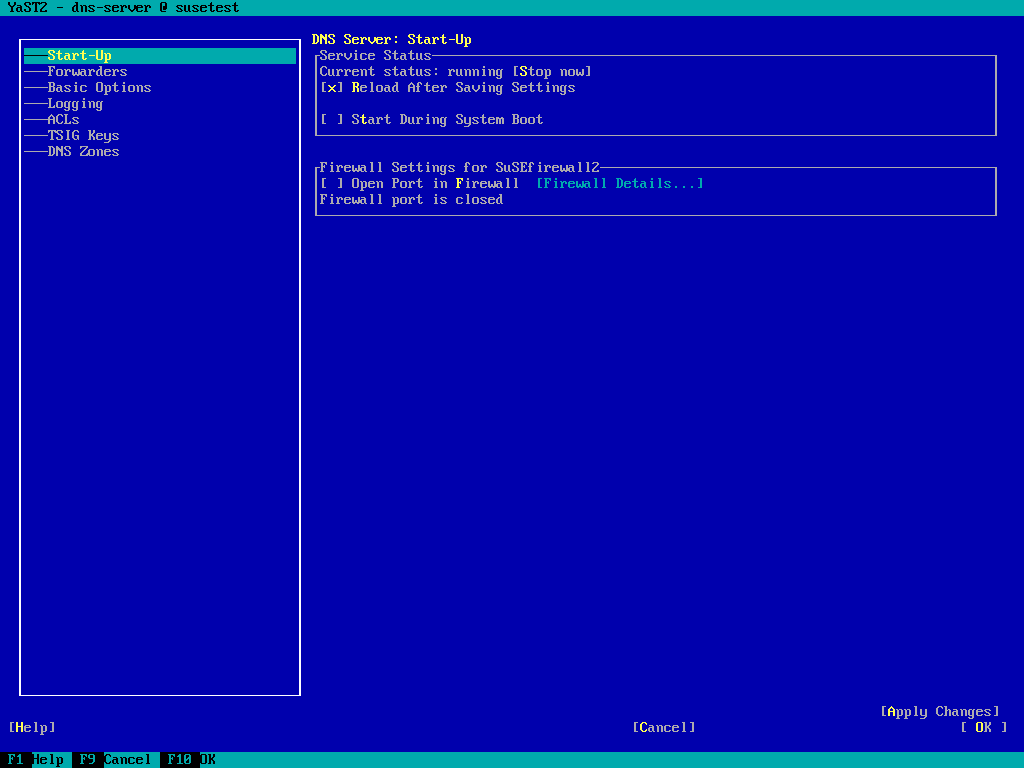 YaST2 - dns-server @ susetest
DNS Server: Start-Up
Start-Up
Forwarders
Basic Options
Logging
ACLs
TSIG Keys
DNS Zones
Service Status
Current status: running [Stop now]
[x] Reload After Saving Settings
[ ] Start During System Boot
Firewall Settings for SuSEfirewall2
[ ] Open Port in Firewall [Firewall Details...]
Firewall port is closed
[Apply Changes]
[Help] [Cancel] [ OK ]
F1 Help F9 Cancel F10 OK